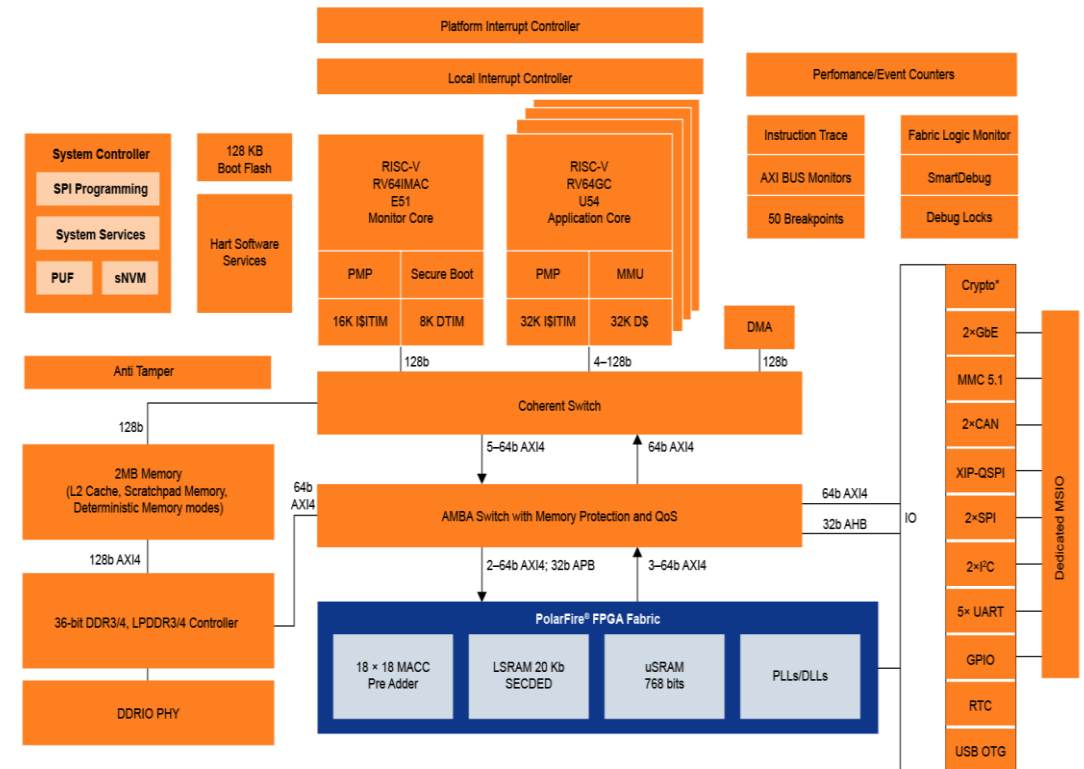 Platform Interrupt Controller
Local Interrupt Controller
Perfomance/Event Counters
System Controller
SPI Programming
System Services
PUF
sNVM
128 KB
Boot Flash
Hart Software
Services
RISC-V
RV64IMAC
E51
Monitor Core
PMP
Secure Boot
16K I$ITIM
8K DTIM
RISC-V
RV64GC
U54
Application Core
PMP
MMU
32K I$ITIM
32K D$
Instruction Trace
AXI BUS Monitors
50 Breakpoints
Fabric Logic Monitor
SmartDebug
Debug Locks
DMA
Anti Tamper
128b
4–128b
128b
Coherent Switch
128b
5–64b AXI4
64b AXI4
2MB Memory
(L2 Cache, Scratchpad Memory,
Deterministic Memory modes)
64b
AXI4
AMBA Switch with Memory Protection and QoS
64b AXI4
32b AHB
IO
128b AXI4
2–64b AXI4; 32b APB
3–64b AXI4
36-bit DDR3/4, LPDDR3/4 Controller
DDRIO PHY
PolarFire® FPGA Fabric
18 × 18 MACC
Pre Adder
LSRAM 20 Kb
SECDED
uSRAM
768 bits
PLLs/DLLs
Crypto*
2×GbE
MMC 5.1
2×CAN
XIP-QSPI
2×SPI
2×I²C
5× UART
GPIO
RTC
USB OTG
Dedicated MSIO